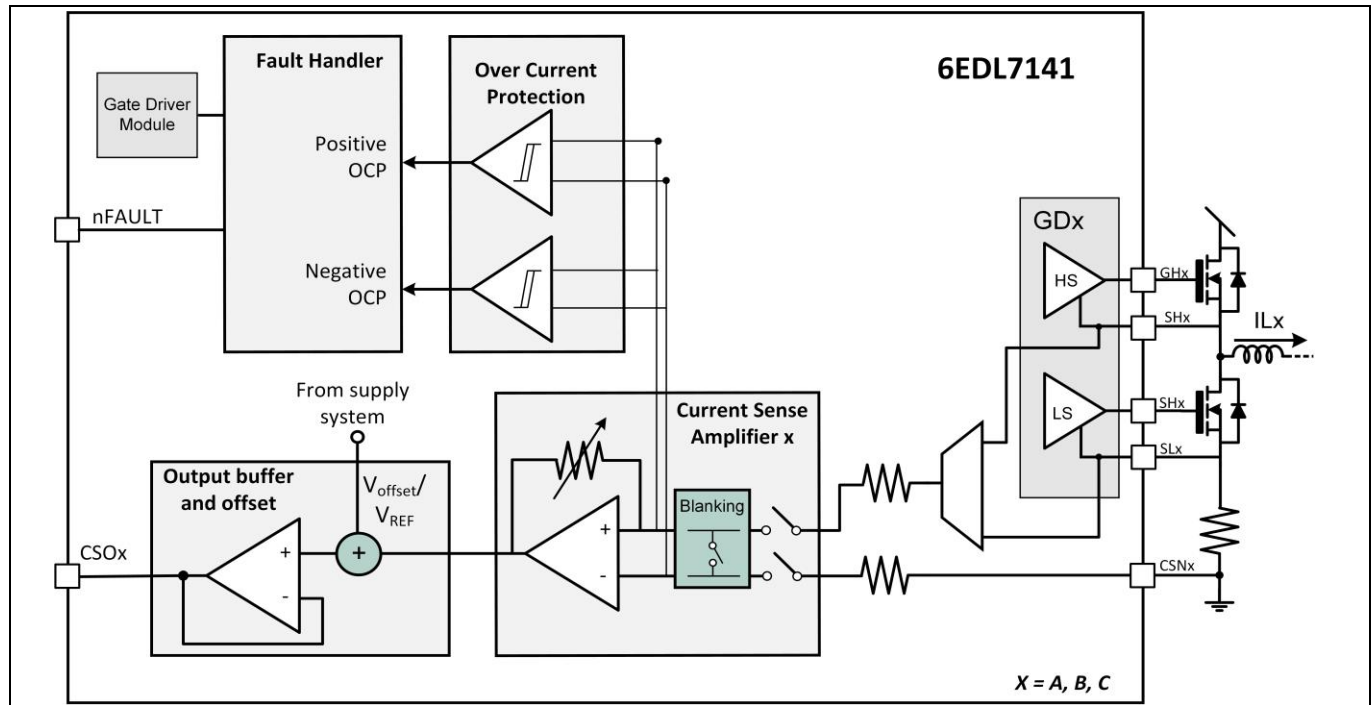 6EDL7141
Fault Handler
Gate Driver
Module
Positive
OCP
Negative
OCP
nFAULT
Over Current
Protection
GDx
HS
LS
GHx
SHx
ILx
SHx
SLx
CSNx
From supply
system
Output buffer
and offset
Voffset/
VREF
+
-
+
CSOx
Current Sense
Amplifier x
+
-
Blanking
X = A, B, C